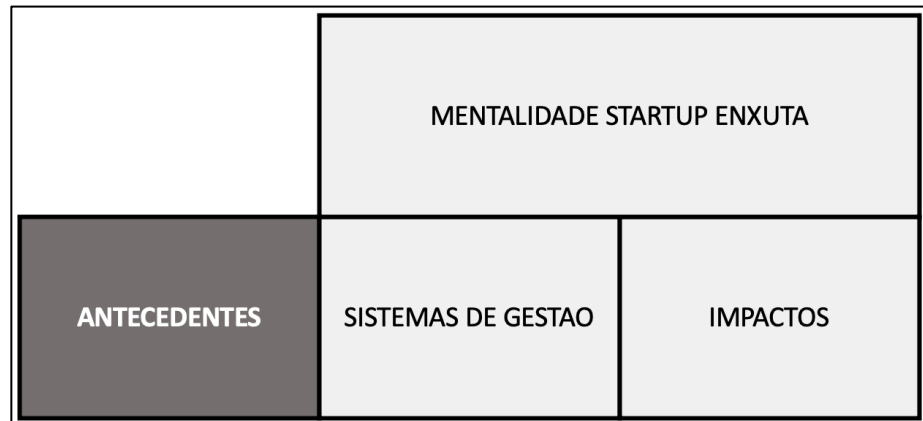 MENTALIDADE STARTUP ENXUTA
ANTECEDENTES
SISTEMAS DE GESTAO
IMPACTOS